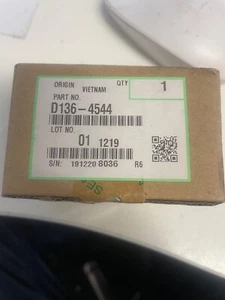 ORIGIN VIETNAM QTY 1
PART NO.
D136-4544
LOT NO.
01 1219
S/N: 191220 8036 R6